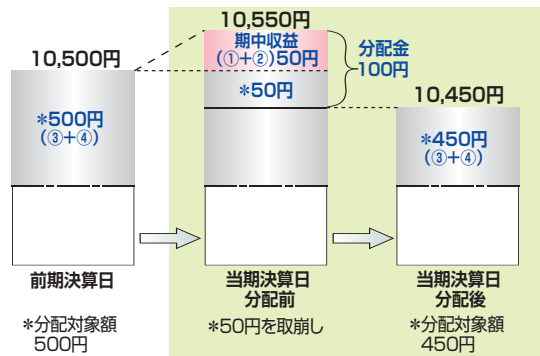 10,500円
*500円
(③+④)
前期決算日
*分配対象額
500円
10,550円
期中収益
(①+②)50円
*50円
分配金
100円
当期決算日
分配前
*50円を取崩し
10,450円
*450円
(③+④)
当期決算日
分配後
*分配対象額
450円